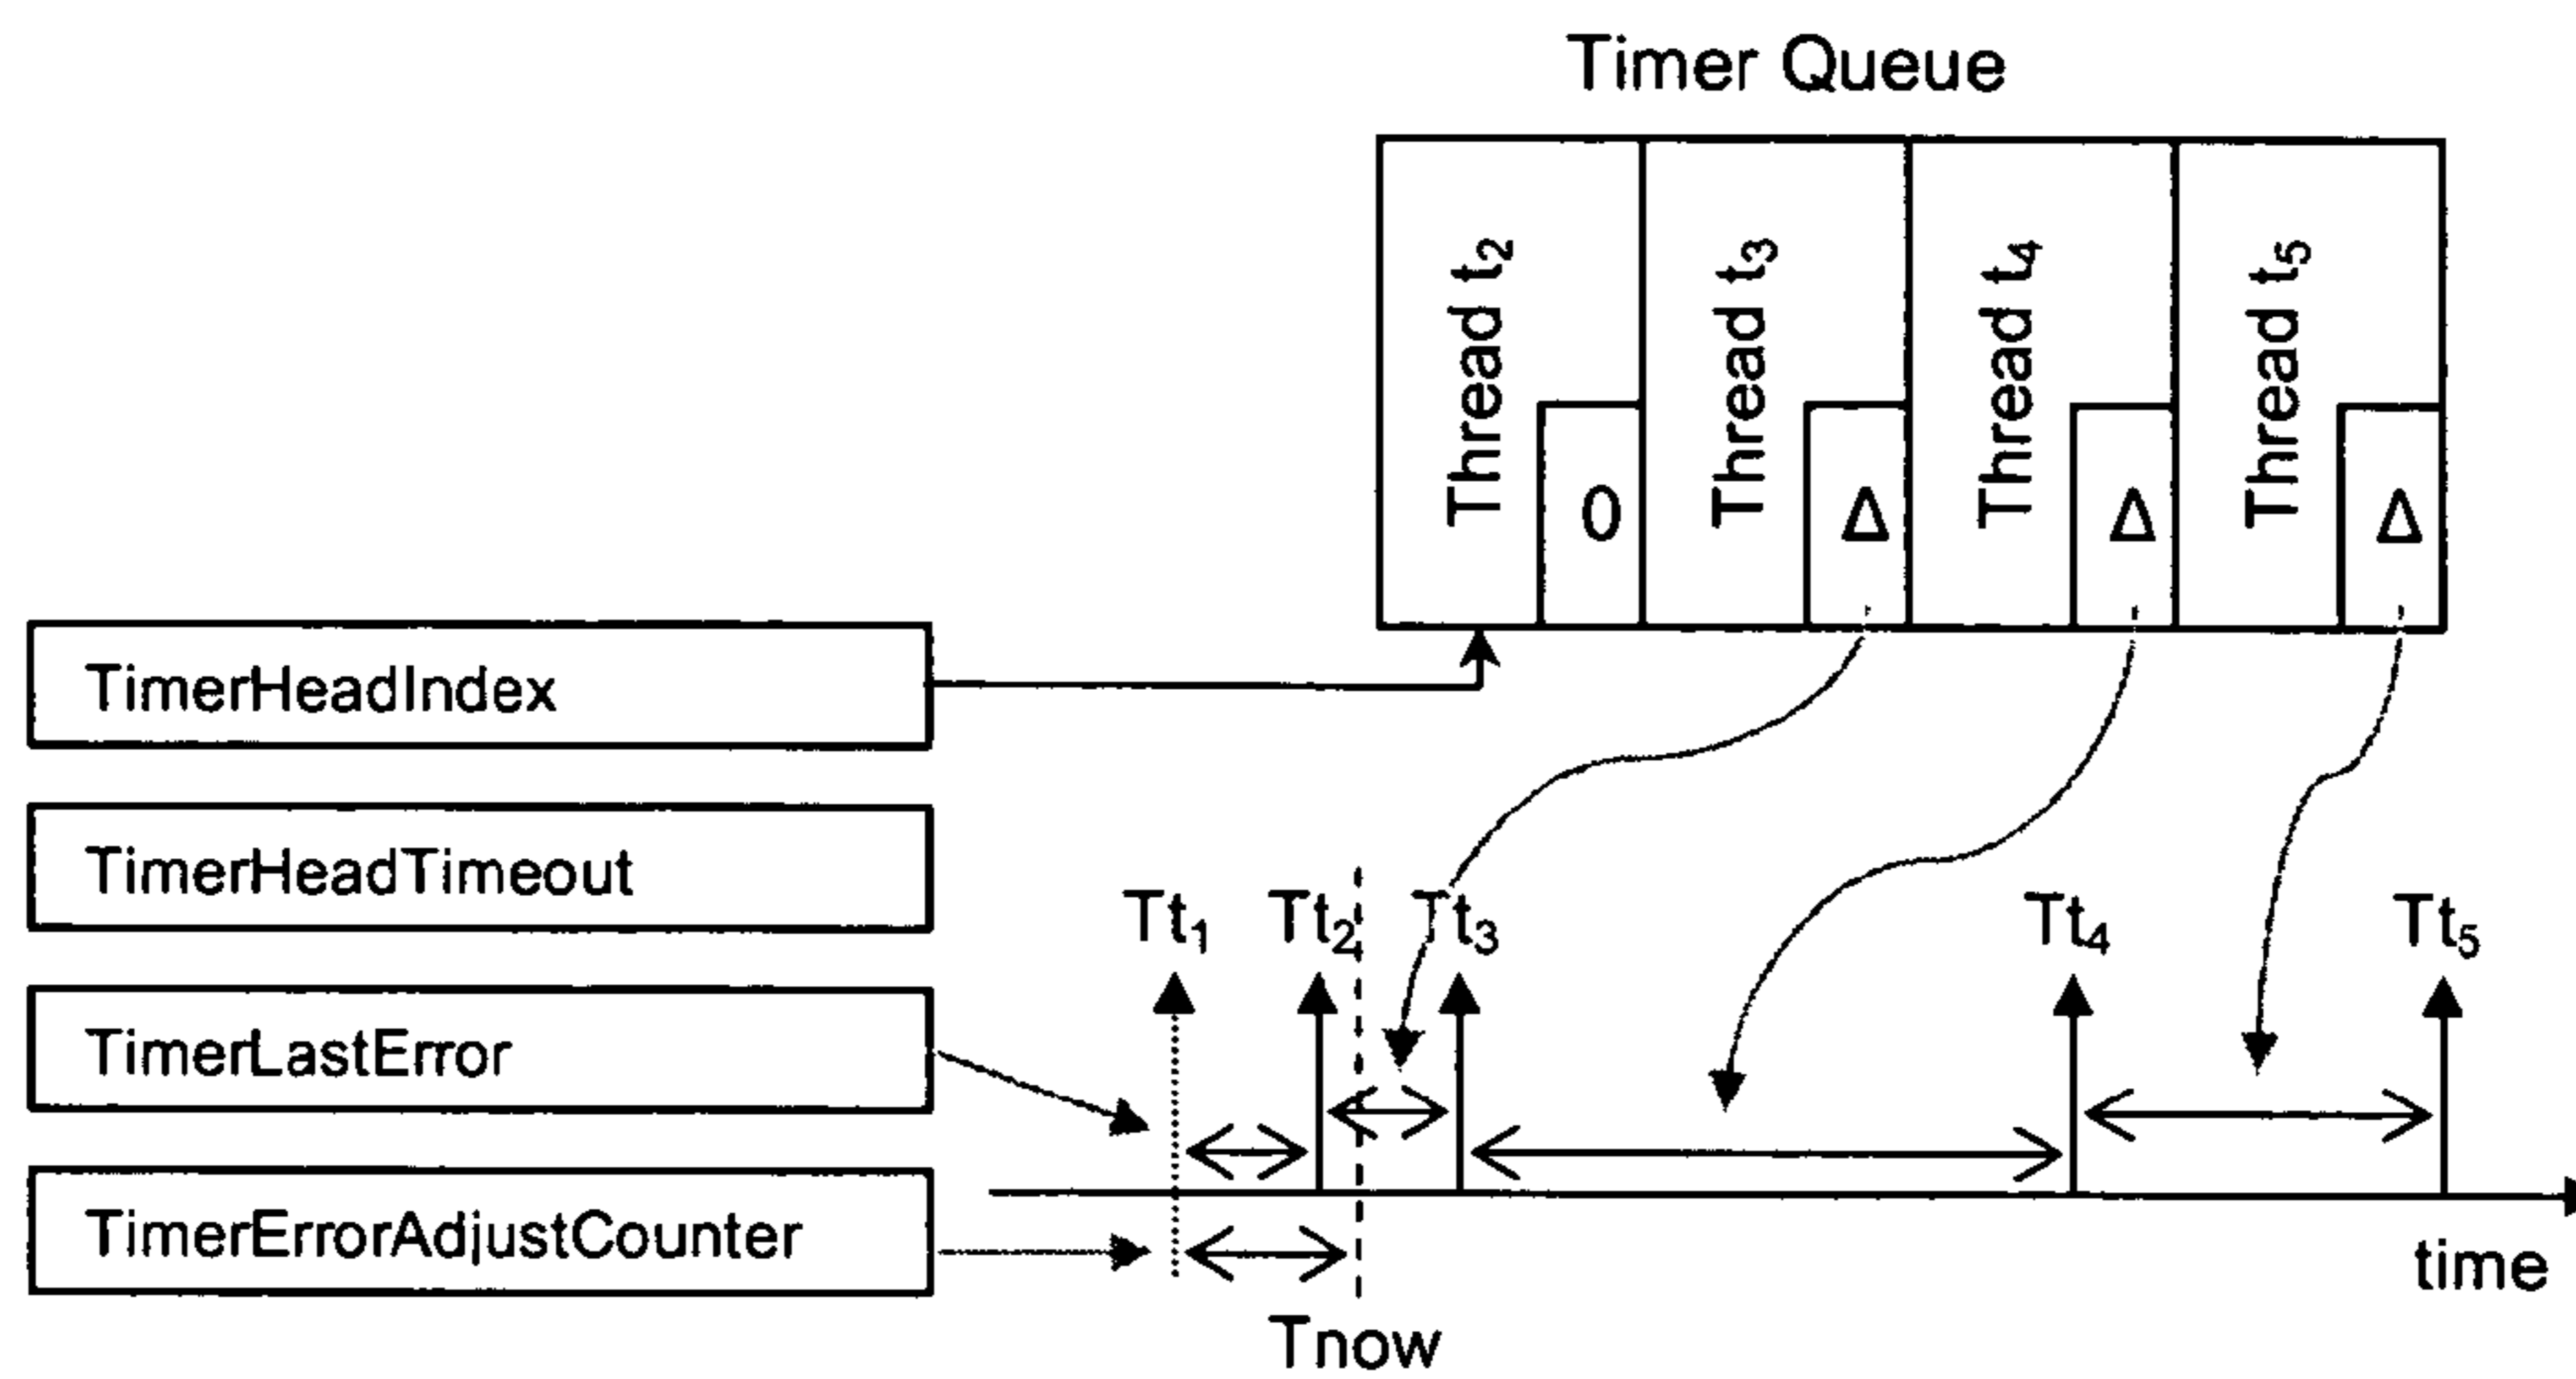 Timer Queue
Thread t₂
0
Thread t₃
Δ
Thread t₄
Δ
Thread t₅
Δ
TimerHeadIndex
TimerHeadTimeout
TimerLastError
TimerErrorAdjustCounter
Tt₁
Tt₂
Tt₃
Tt₄
Tt₅
time
Tnow